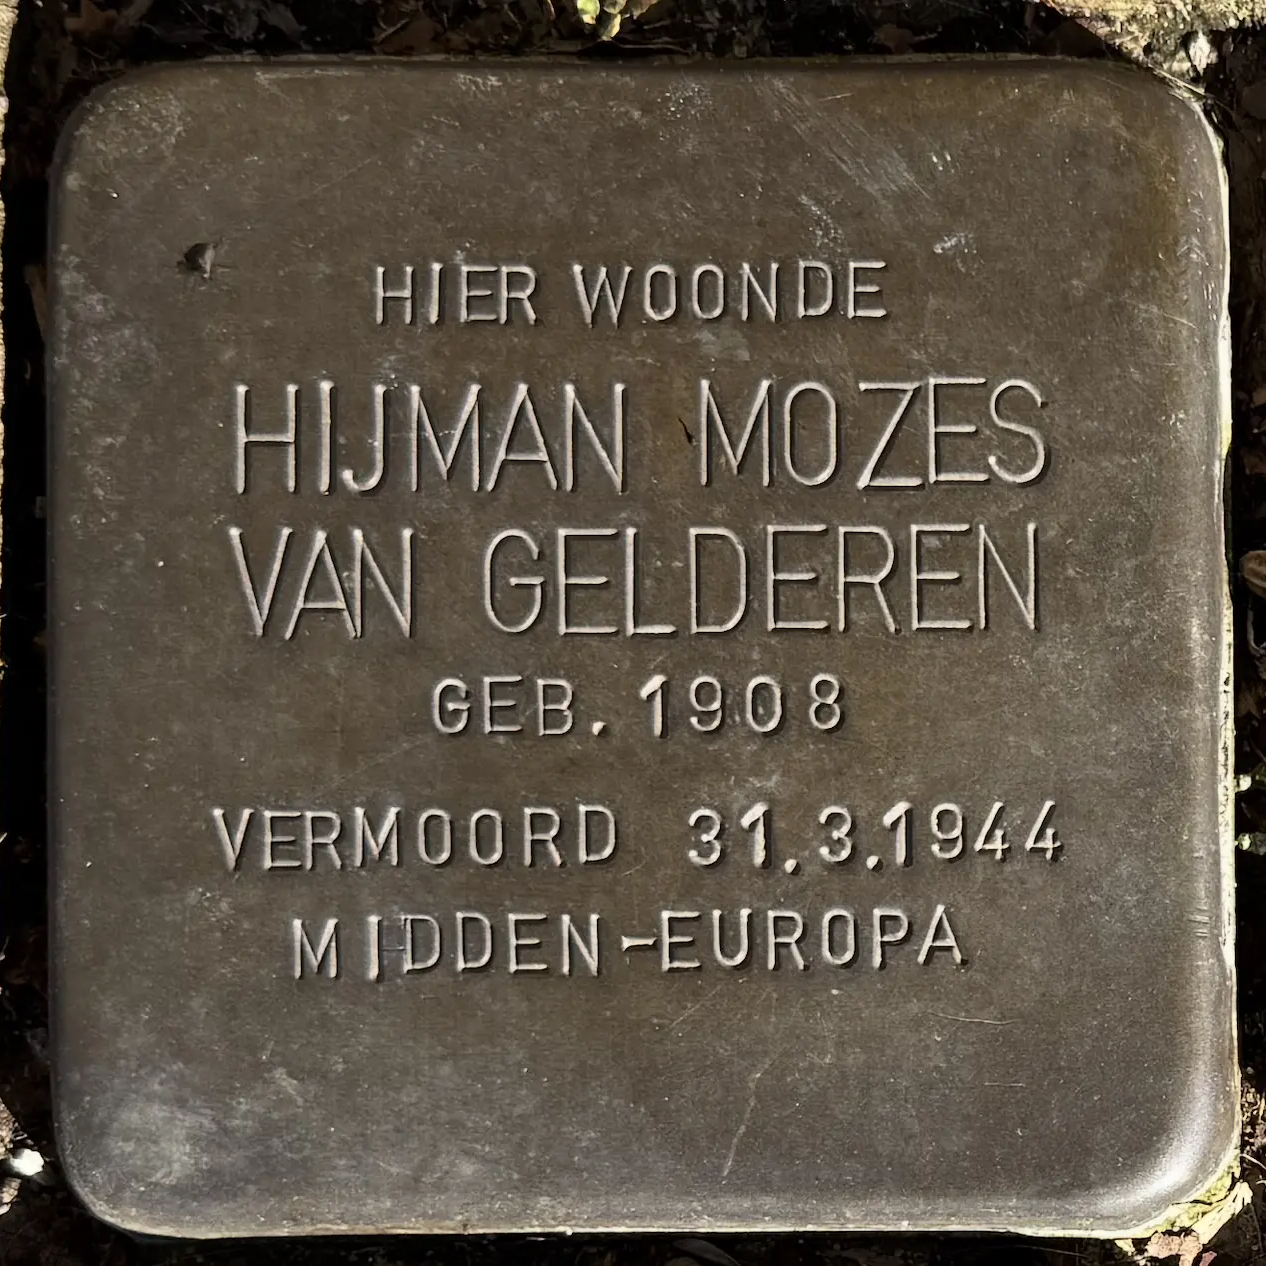 HIER WOONDE
HIJMAN MOZES
VAN GELDEREN
GEB. 1908
VERMOORD 31.3.1944
MIDDEN-EUROPA